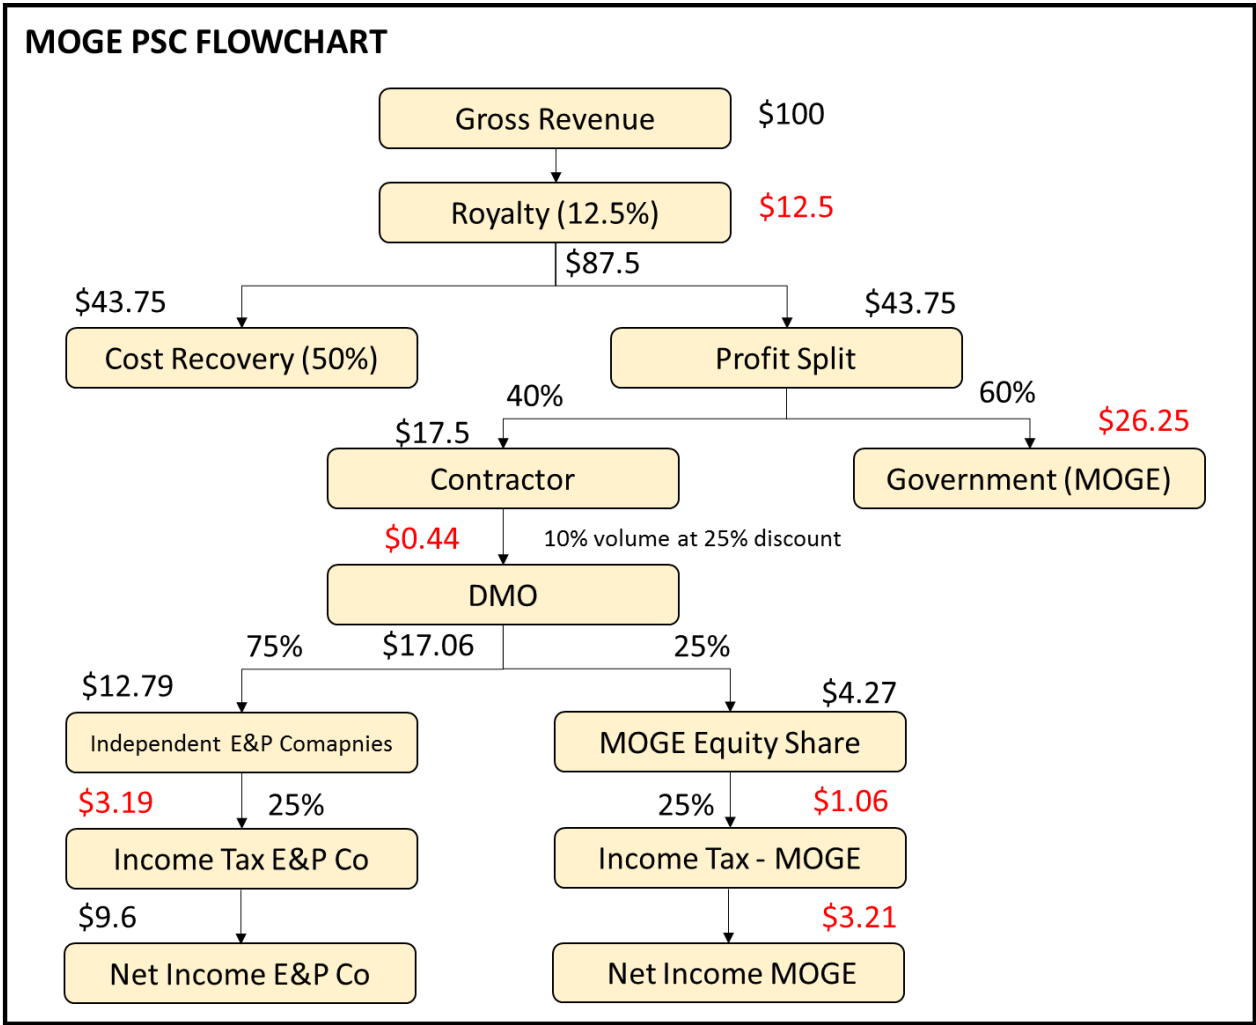 MOGE PSC FLOWCHART
Gross Revenue
$100
Royalty (12.5%)
$12.5
$87.5
$43.75
$43.75
Cost Recovery (50%)
Profit Split
40%
60%
$17.5
$26.25
Contractor
Government (MOGE)
$0.44
10% volume at 25% discount
DMO
75%
$17.06
25%
$12.79
$4.27
Independent E&P Comapnies
MOGE Equity Share
$3.19
25%
25%
$1.06
Income Tax E&P Co
Income Tax - MOGE
$9.6
$3.21
Net Income E&P Co
Net Income MOGE